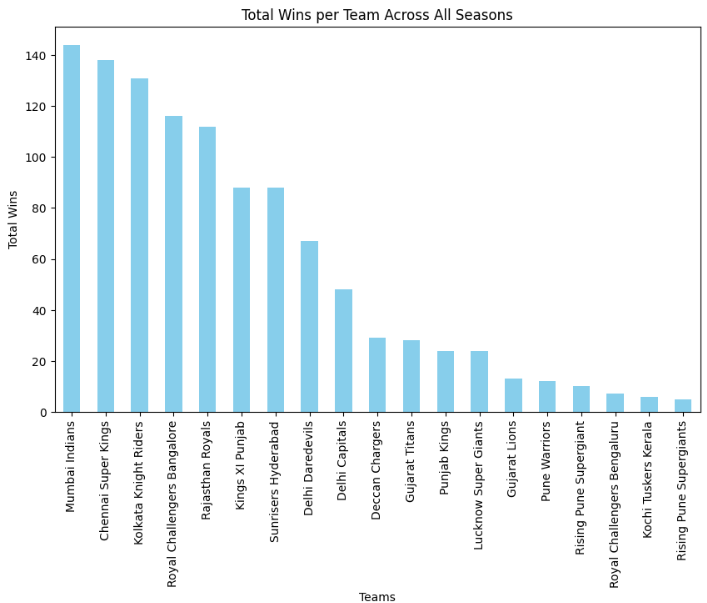 Total Wins per Team Across All Seasons
140
120
100
80
60
40
20
0
Total Wins
Mumbai Indians
Chennai Super Kings
Kolkata Knight Riders
Royal Challengers Bangalore
Rajasthan Royals
Kings XI Punjab
Sunrisers Hyderabad
Delhi Daredevils
Delhi Capitals
Deccan Chargers
Gujarat Titans
Punjab Kings
Lucknow Super Giants
Gujarat Lions
Pune Warriors
Rising Pune Supergiant
Royal Challengers Bengaluru
Kochi Tuskers Kerala
Rising Pune Supergiants
Teams